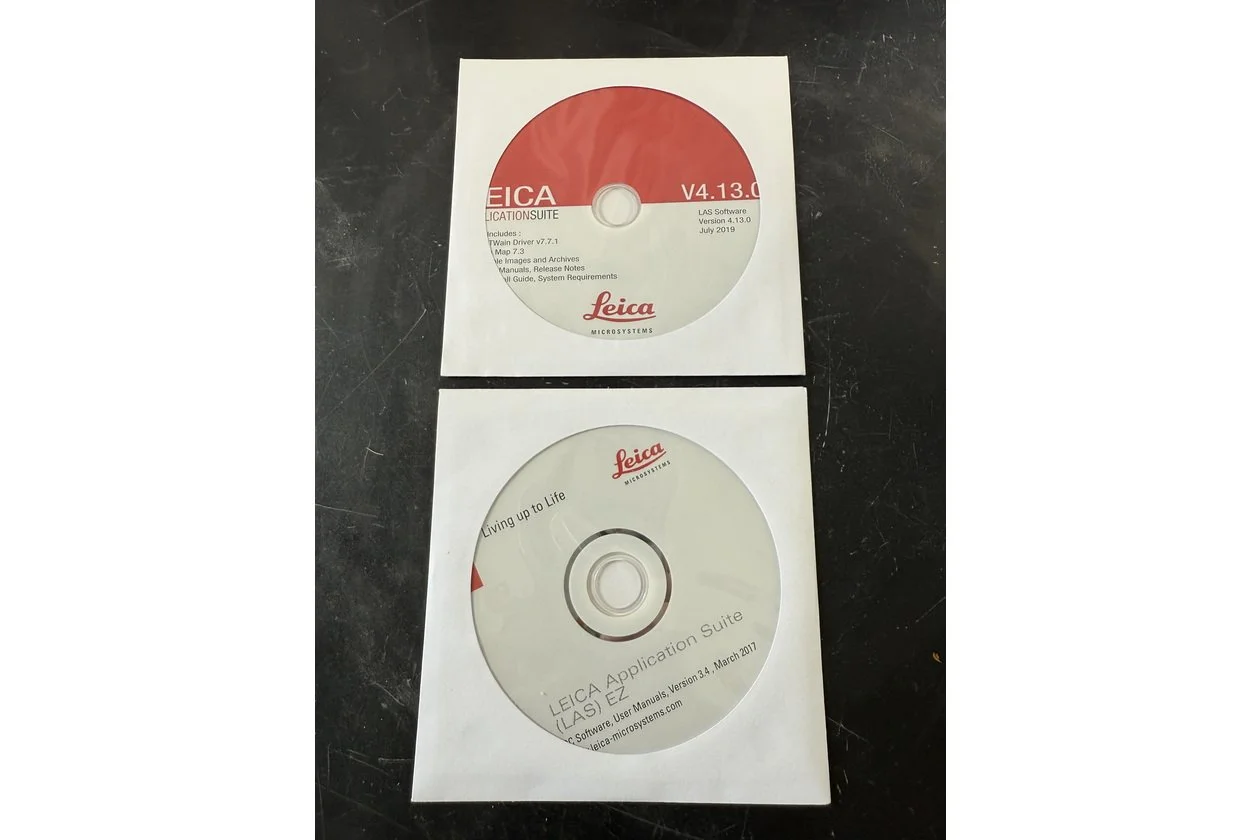 EICA
V4.13.0
LICATIONSUITE
LAS Software
Version 4.13.0
July 2019
Includes :
TWain Driver v7.7.1
Map 7.3
le Images and Archives
Manuals, Release Notes
Guide, System Requirements
Leica
MICROSYSTEMS
Leica
MICROSYSTEMS
Living up to Life
LEICA Application Suite
(LAS) EZ
C Software, User Manuals, Version 3.4 , March 2017
leica-microsystems.com